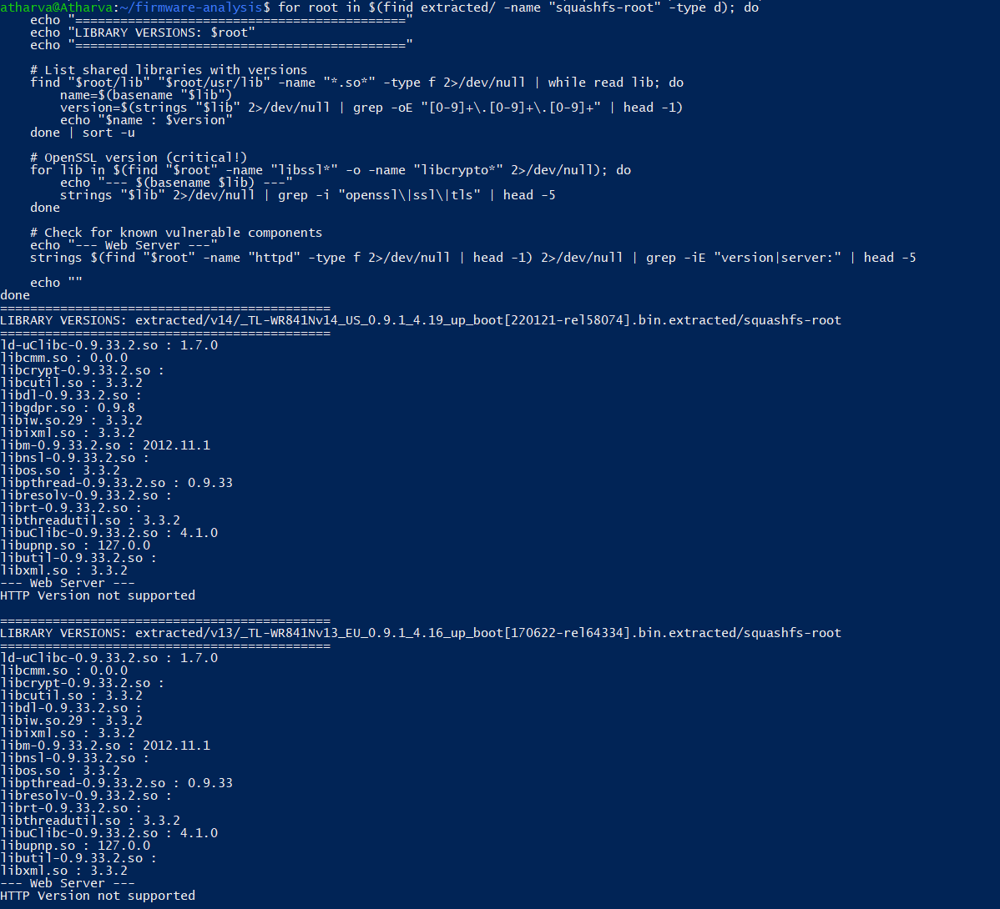 atharva@Atharva:~/firmware-analysis$ for root in $(find extracted/ -name "squashfs-root" -type d); do
    echo "============================================"
    echo "LIBRARY VERSIONS: $root"
    echo "============================================"

    # List shared libraries with versions
    find "$root/lib" "$root/usr/lib" -name "*.so*" -type f 2>/dev/null | while read lib; do
        name=$(basename "$lib")
        version=$(strings "$lib" 2>/dev/null | grep -oE "[0-9]+\.[0-9]+\.[0-9]+" | head -1)
        echo "$name : $version"
    done | sort -u

    # OpenSSL version (critical!)
    for lib in $(find "$root" -name "libssl*" -o -name "libcrypto*" 2>/dev/null); do
        echo "--- $(basename $lib) ---"
        strings "$lib" 2>/dev/null | grep -i "openssl\|ssl\|tls" | head -5
    done

    # Check for known vulnerable components
    echo "--- Web Server ---"
    strings $(find "$root" -name "httpd" -type f 2>/dev/null | head -1) 2>/dev/null | grep -iE "version|server:" | head -5

    echo ""
done
============================================
LIBRARY VERSIONS: extracted/v14/_TL-WR841Nv14_US_0.9.1_4.19_up_boot[220121-rel58074].bin.extracted/squashfs-root
============================================
ld-uClibc-0.9.33.2.so : 1.7.0
libcmm.so : 0.0.0
libcrypt-0.9.33.2.so :
libcutil.so : 3.3.2
libdl-0.9.33.2.so :
libgdpr.so : 0.9.8
libiw.so.29 : 3.3.2
libixml.so : 3.3.2
libm-0.9.33.2.so : 2012.11.1
libnsl-0.9.33.2.so :
libos.so : 3.3.2
libpthread-0.9.33.2.so : 0.9.33
libresolv-0.9.33.2.so :
librt-0.9.33.2.so :
libthreadutil.so : 3.3.2
libuClibc-0.9.33.2.so : 4.1.0
libupnp.so : 127.0.0
libutil-0.9.33.2.so :
libxml.so : 3.3.2
--- Web Server ---
HTTP Version not supported

============================================
LIBRARY VERSIONS: extracted/v13/_TL-WR841Nv13_EU_0.9.1_4.16_up_boot[170622-rel64334].bin.extracted/squashfs-root
============================================
ld-uClibc-0.9.33.2.so : 1.7.0
libcmm.so : 0.0.0
libcrypt-0.9.33.2.so :
libcutil.so : 3.3.2
libdl-0.9.33.2.so :
libiw.so.29 : 3.3.2
libixml.so : 3.3.2
libm-0.9.33.2.so : 2012.11.1
libnsl-0.9.33.2.so :
libos.so : 3.3.2
libpthread-0.9.33.2.so : 0.9.33
libresolv-0.9.33.2.so :
librt-0.9.33.2.so :
libthreadutil.so : 3.3.2
libuClibc-0.9.33.2.so : 4.1.0
libupnp.so : 127.0.0
libutil-0.9.33.2.so :
libxml.so : 3.3.2
--- Web Server ---
HTTP Version not supported